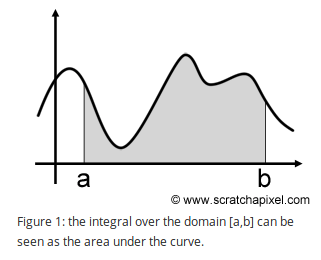 a b
© www.scratchapixel.com
Figure 1: the integral over the domain [a,b] can be
seen as the area under the curve.